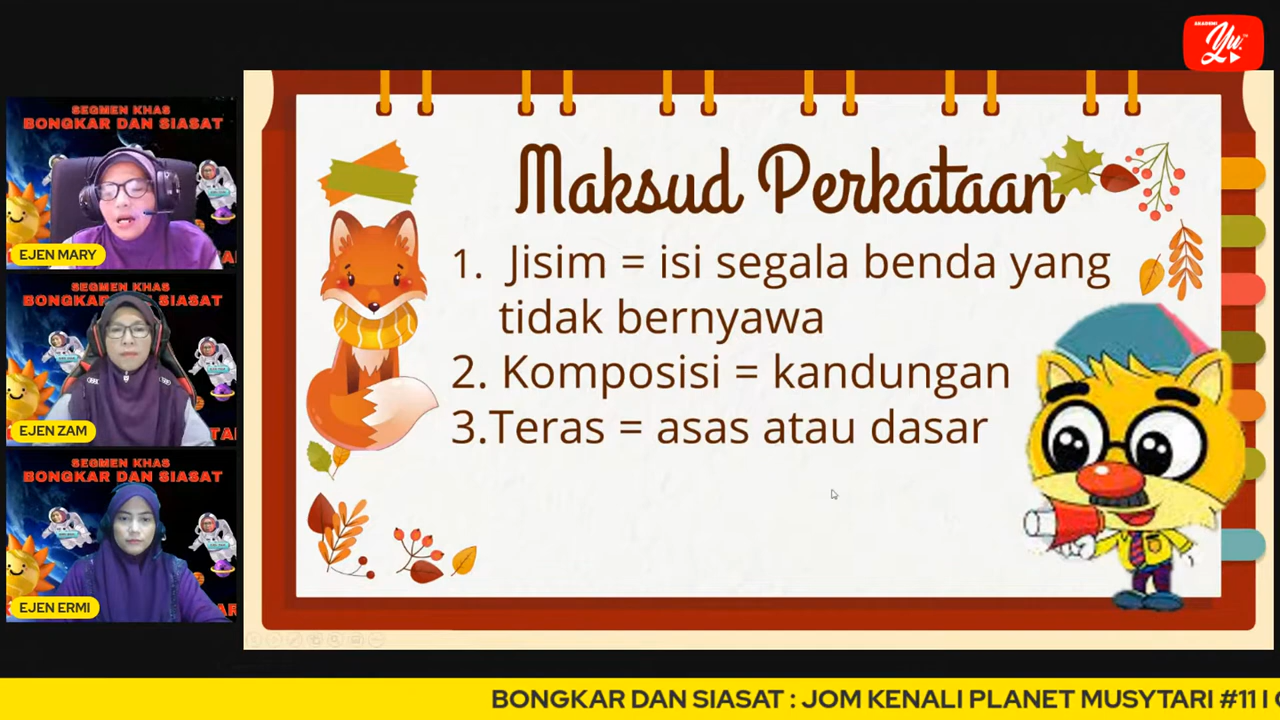 AKADEMI
Yu.
SEGMEN KHAS
BONGKAR DAN SIASAT
EJEN MARY
SEGMEN KHAS
BONGKAR DAN SIASAT
EJEN ZAM
SEGMEN KHAS
BONGKAR DAN SIASAT
EJEN ERMI
Maksud Perkataan
1. Jisim = isi segala benda yang
tidak bernyawa
2. Komposisi = kandungan
3.Teras = asas atau dasar
BONGKAR DAN SIASAT : JOM KENALI PLANET MUSYTARI #11 I